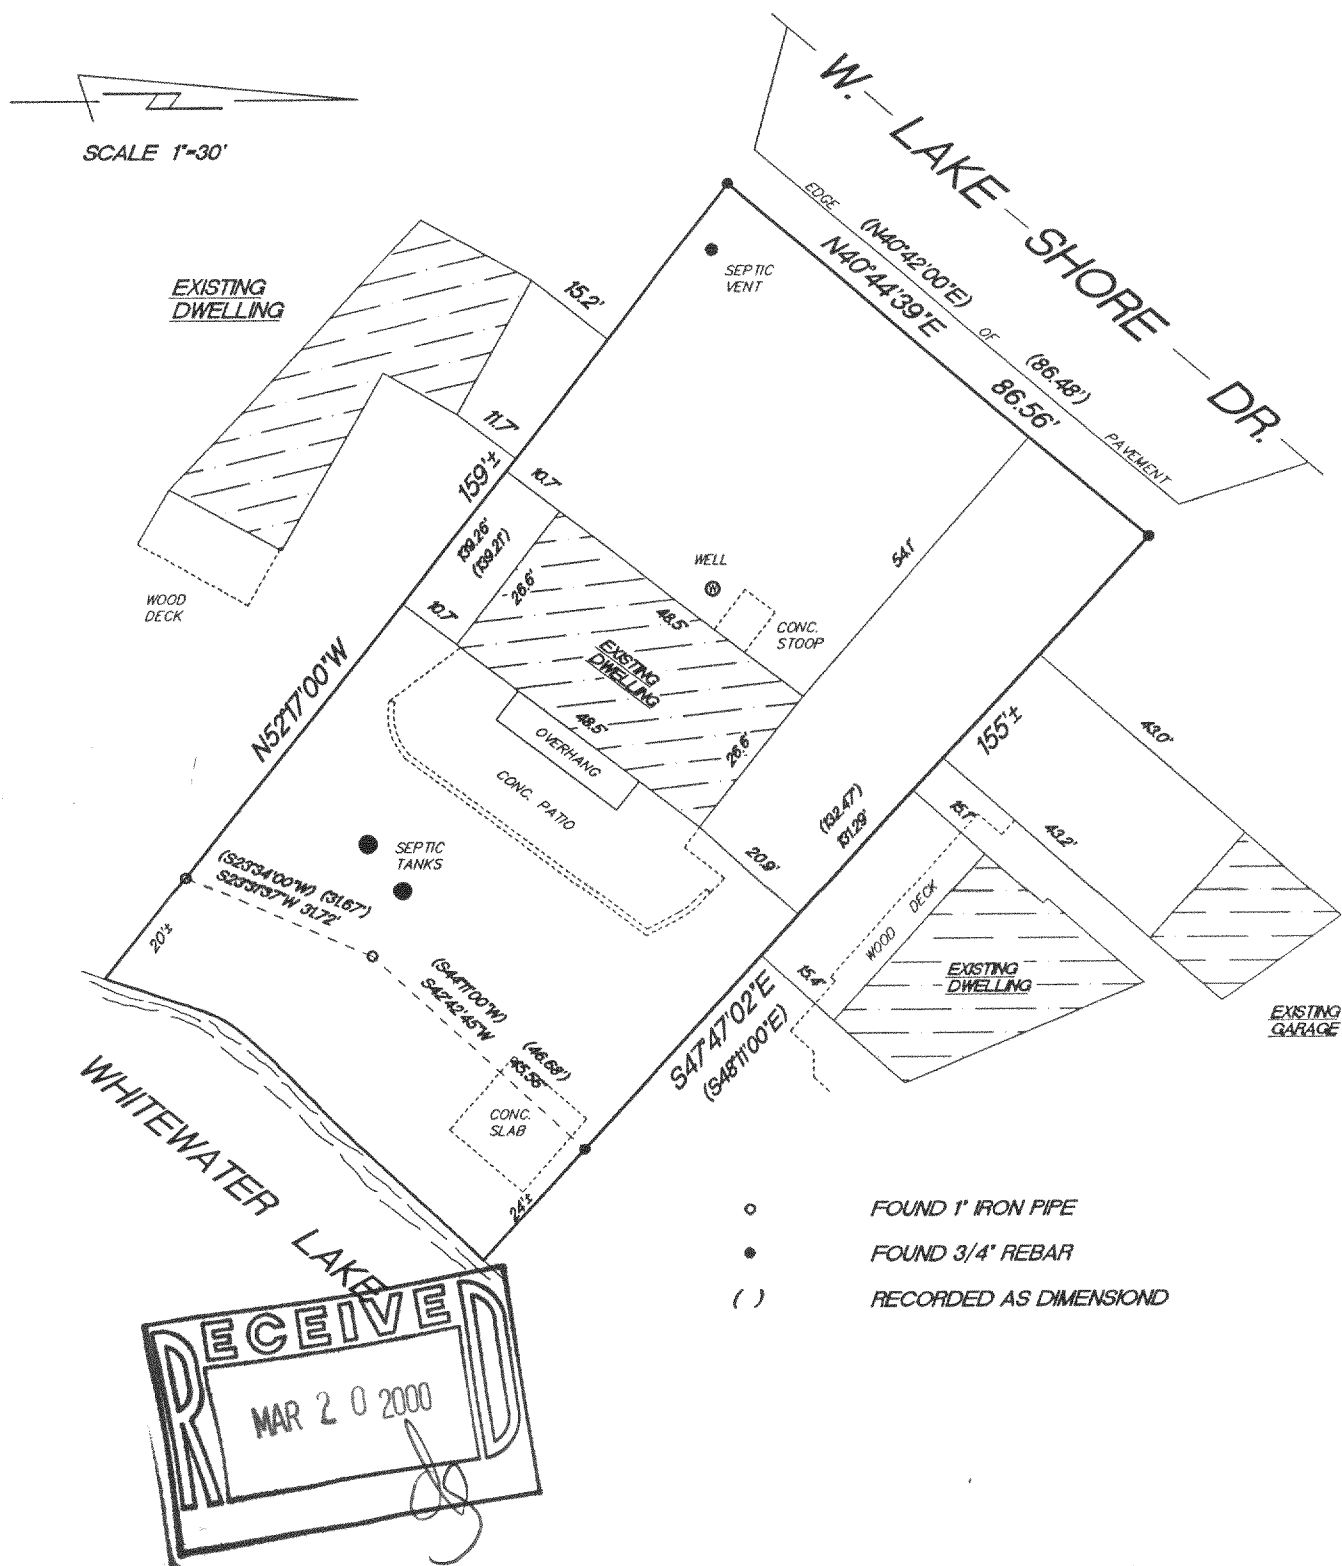 W. LAKE SHORE DR.
SCALE 1"=30'
EDGE OF PAVEMENT
(N40°42'00"E) (86.48')
N40°44'39"E 86.56'
SEPTIC
VENT
EXISTING
DWELLING
15.2'
11.7'
159'±
10.7'
139.26'
(139.21')
26.6'
10.7'
WELL
W
54.1'
48.5'
CONC.
STOOP
EXISTING
DWELLING
WOOD
DECK
N52°17'00"W
48.5'
OVERHANG
26.6'
CONC. PATIO
155'±
43.0'
(132.47')
131.29'
15.1'
43.2'
20.9'
SEPTIC
TANKS
(S23°34'00"W) (31.67')
S23°31'37"W 31.72'
20'±
WOOD DECK
15.4'
EXISTING
DWELLING
EXISTING
GARAGE
(S44°11'00"W)
S42°42'45"W
(46.68')
45.56'
S47°47'02"E
(S48°11'00"E)
CONC.
SLAB
24'±
WHITEWATER LAKE
FOUND 1" IRON PIPE
FOUND 3/4" REBAR
( ) RECORDED AS DIMENSIOND
RECEIVED
MAR 20 2000